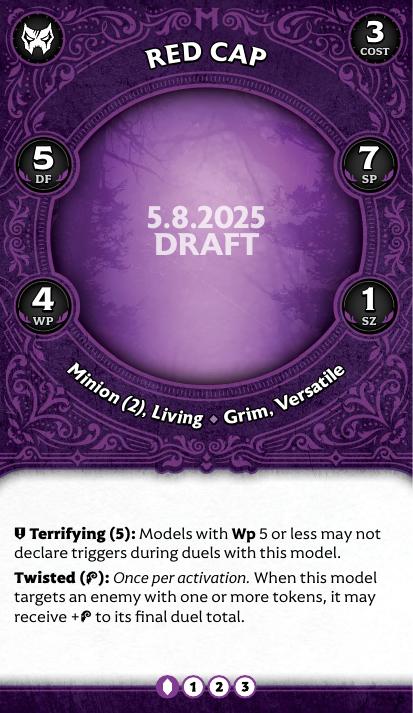 RED CAP
3
COST
5
DF
7
SP
5.8.2025
DRAFT
4
WP
1
SZ
Minion (2), Living ◆ Grim, Versatile
Terrifying (5): Models with Wp 5 or less may not
declare triggers during duels with this model.
Twisted (): Once per activation. When this model
targets an enemy with one or more tokens, it may
receive + to its final duel total.
1 2 3